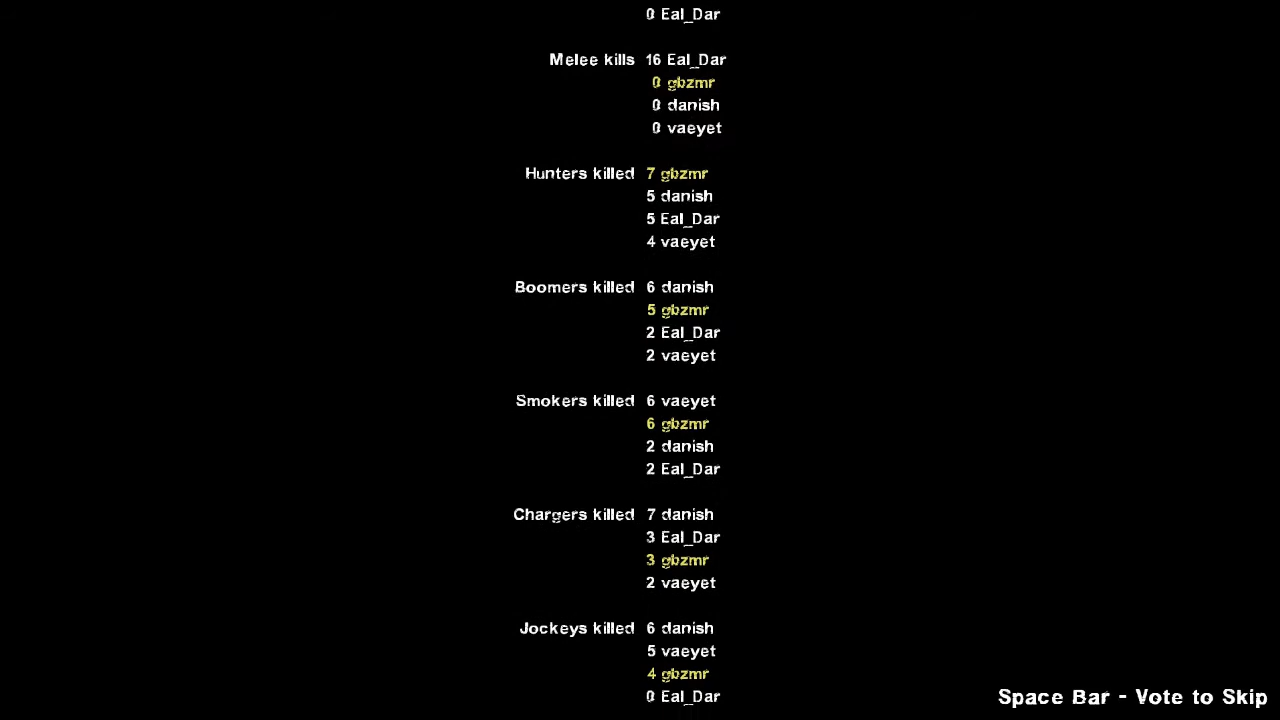 0 Eal_Dar
Melee kills 16 Eal_Dar
0 gbzmr
0 danish
0 vaeyet
Hunters killed 7 gbzmr
5 danish
5 Eal_Dar
4 vaeyet
Boomers killed 6 danish
5 gbzmr
2 Eal_Dar
2 vaeyet
Smokers killed 6 vaeyet
6 gbzmr
2 danish
2 Eal_Dar
Chargers killed 7 danish
3 Eal_Dar
3 gbzmr
2 vaeyet
Jockeys killed 6 danish
5 vaeyet
4 gbzmr
0 Eal_Dar
Space Bar - Vote to Skip